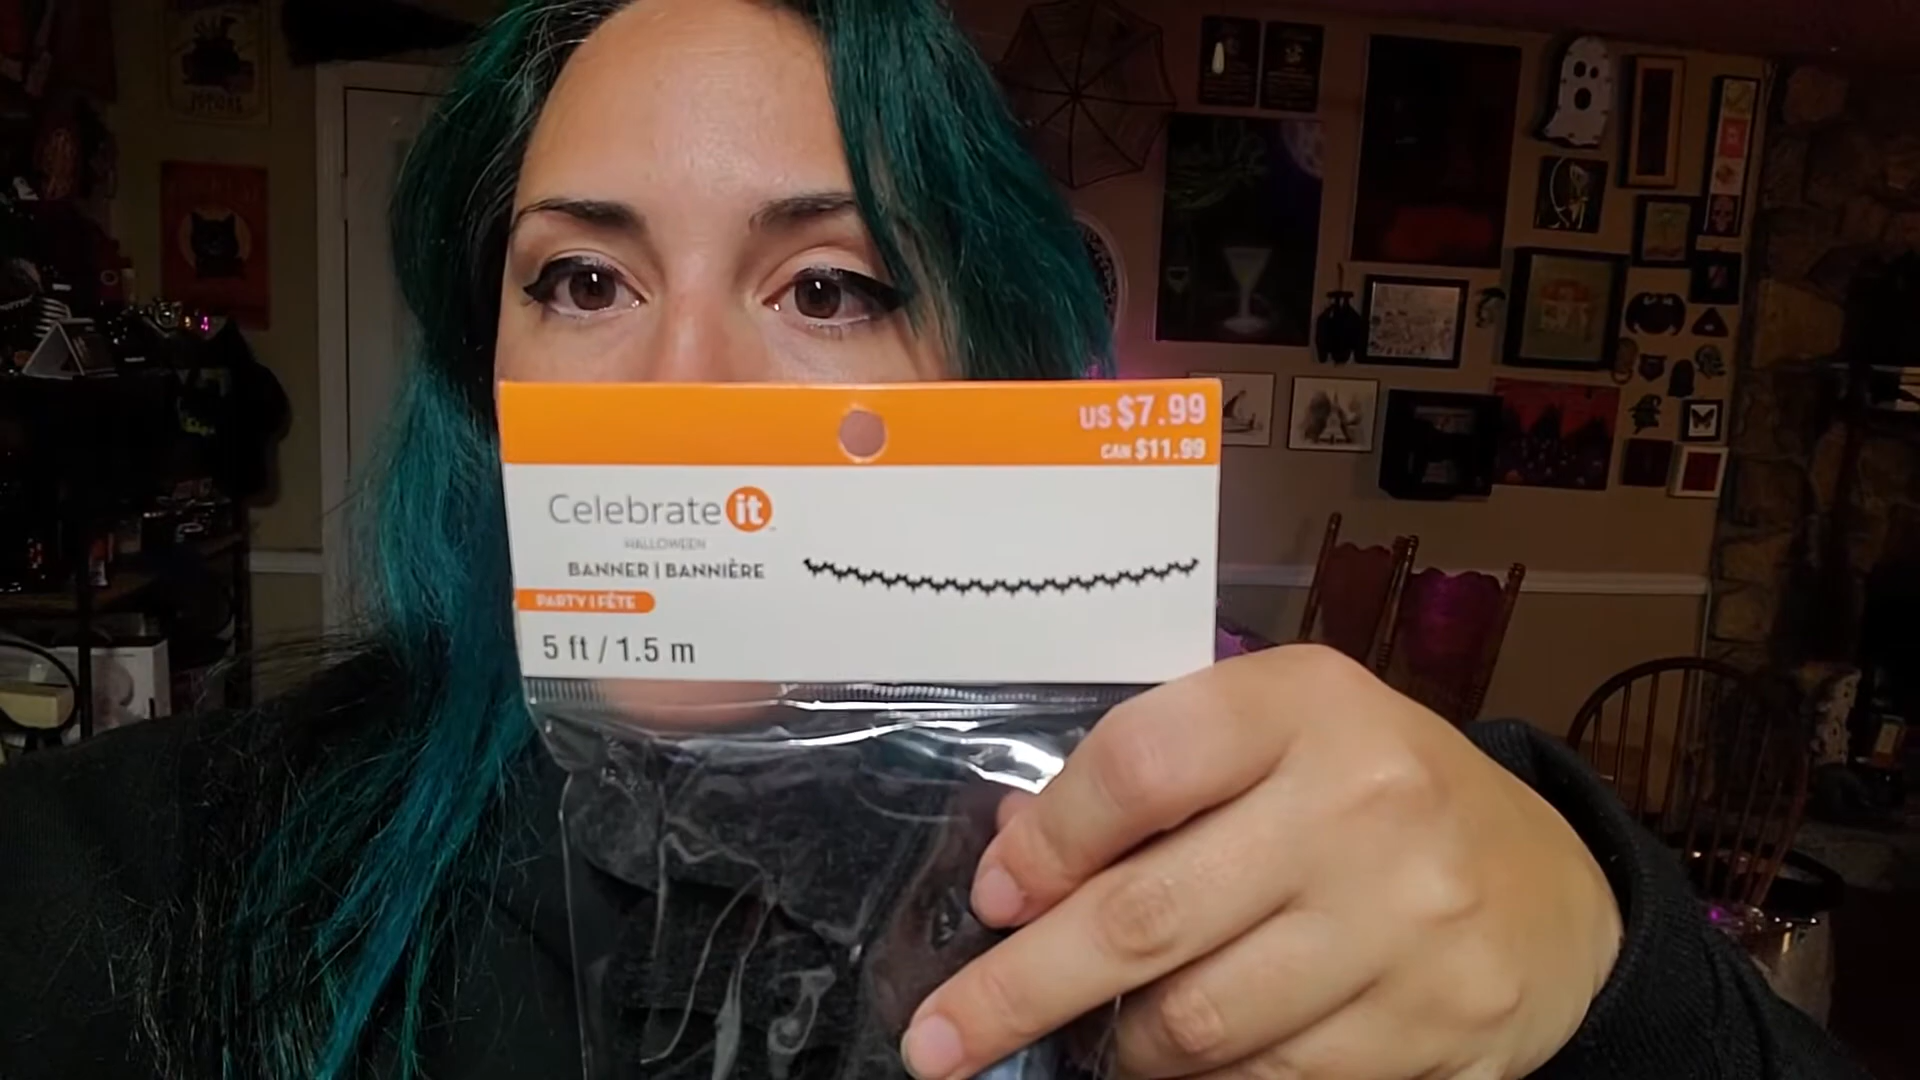 US $7.99
CAN $11.99
Celebrate it
HALLOWEEN
BANNER | BANNIÈRE
PARTY | FÊTE
5 ft / 1.5 m